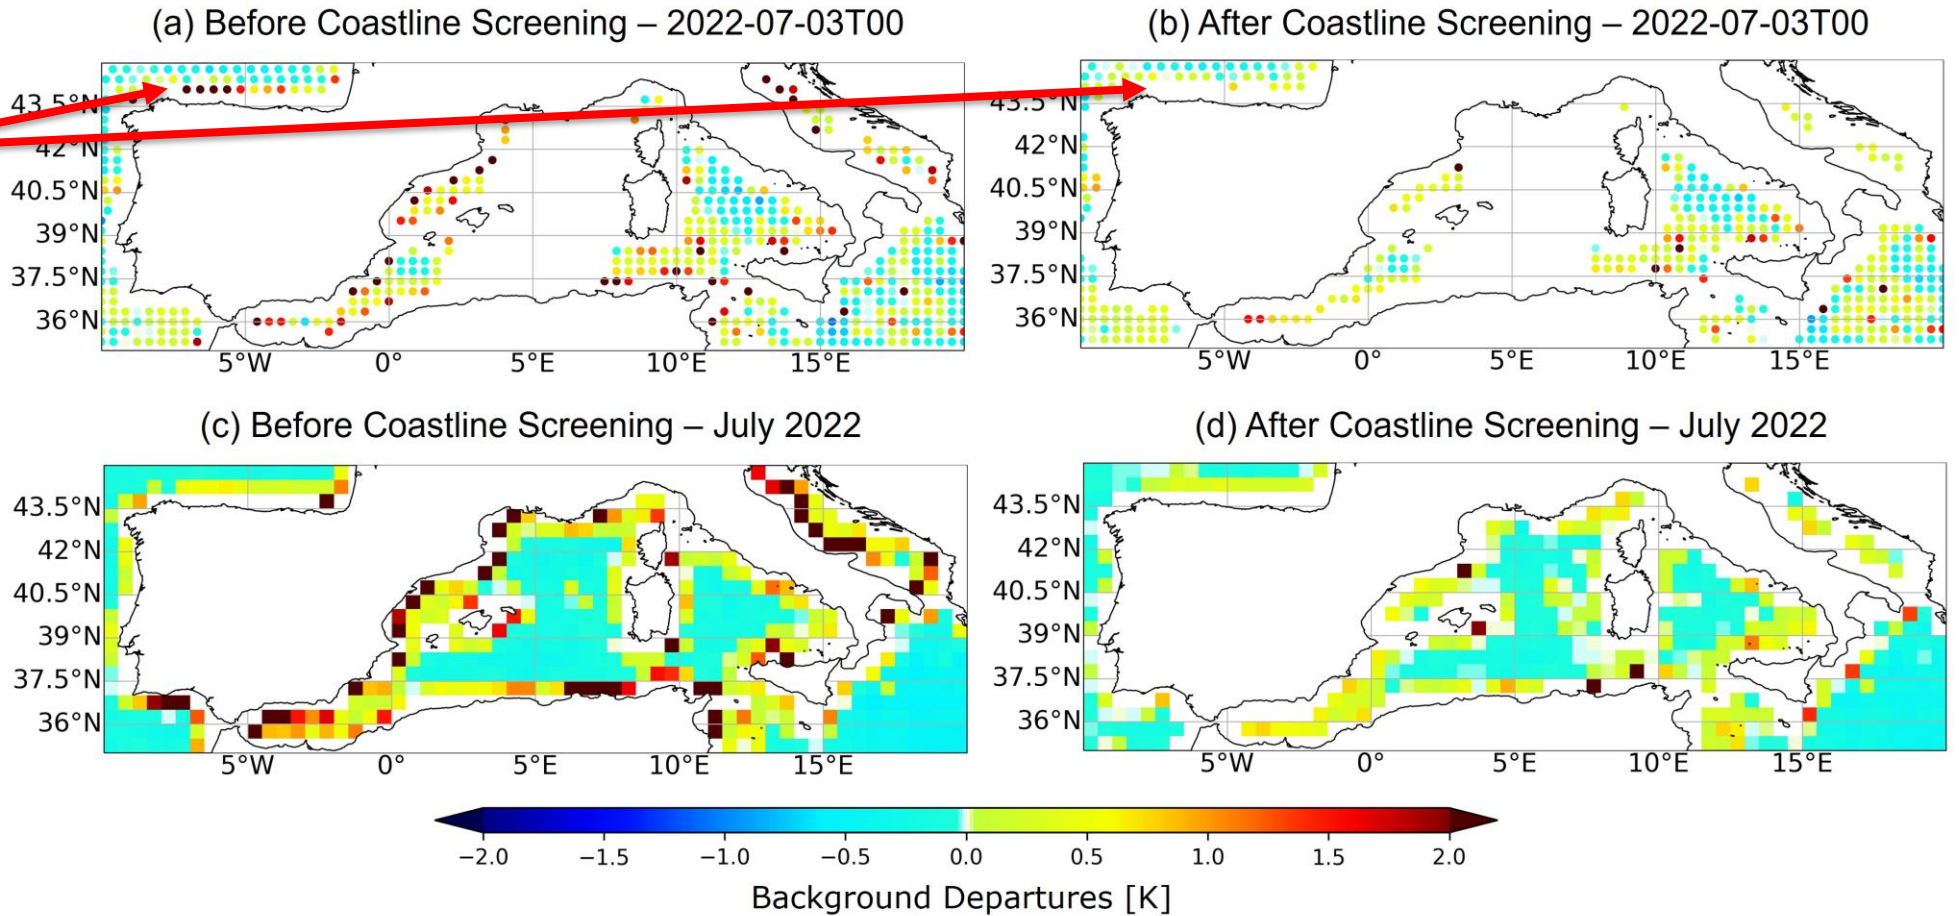 (a) Before Coastline Screening – 2022-07-03T00
(b) After Coastline Screening – 2022-07-03T00
43.5°N
42°N
40.5°N
39°N
37.5°N
36°N
5°W 0° 5°E 10°E 15°E
43.5°N
42°N
40.5°N
39°N
37.5°N
36°N
5°W 0° 5°E 10°E 15°E
(c) Before Coastline Screening – July 2022
(d) After Coastline Screening – July 2022
43.5°N
42°N
40.5°N
39°N
37.5°N
36°N
5°W 0° 5°E 10°E 15°E
43.5°N
42°N
40.5°N
39°N
37.5°N
36°N
5°W 0° 5°E 10°E 15°E
−2.0 −1.5 −1.0 −0.5 0.0 0.5 1.0 1.5 2.0
Background Departures [K]